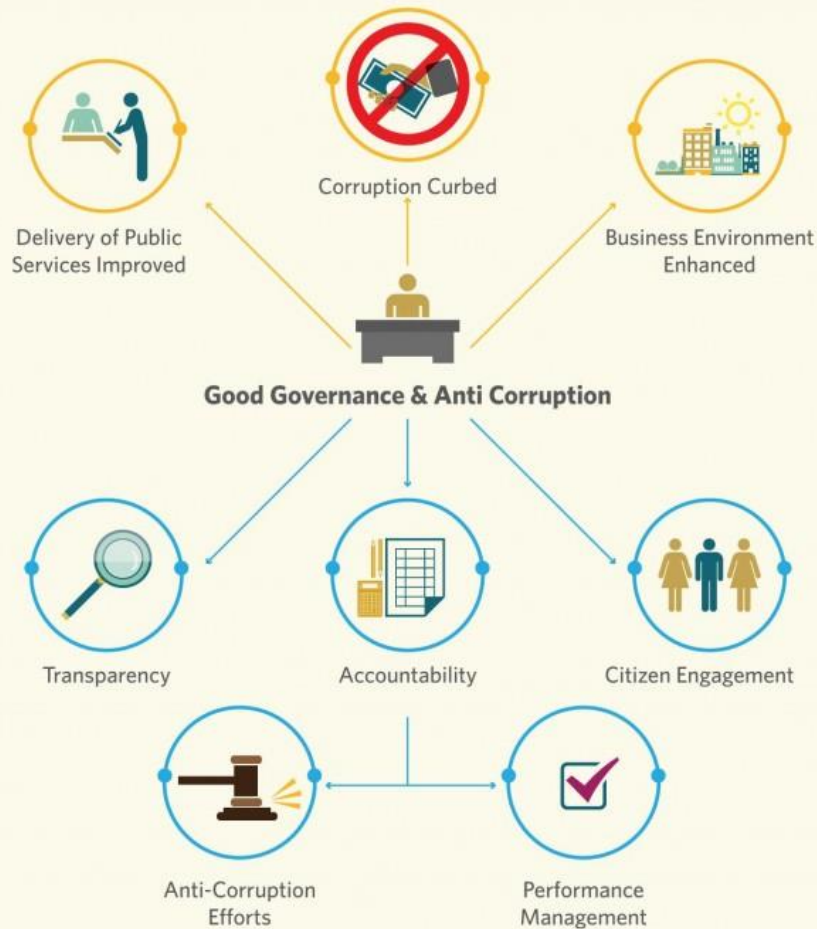 Corruption Curbed
Delivery of Public
Services Improved
Business Environment
Enhanced
Good Governance & Anti Corruption
Transparency
Accountability
Citizen Engagement
Anti-Corruption
Efforts
Performance
Management